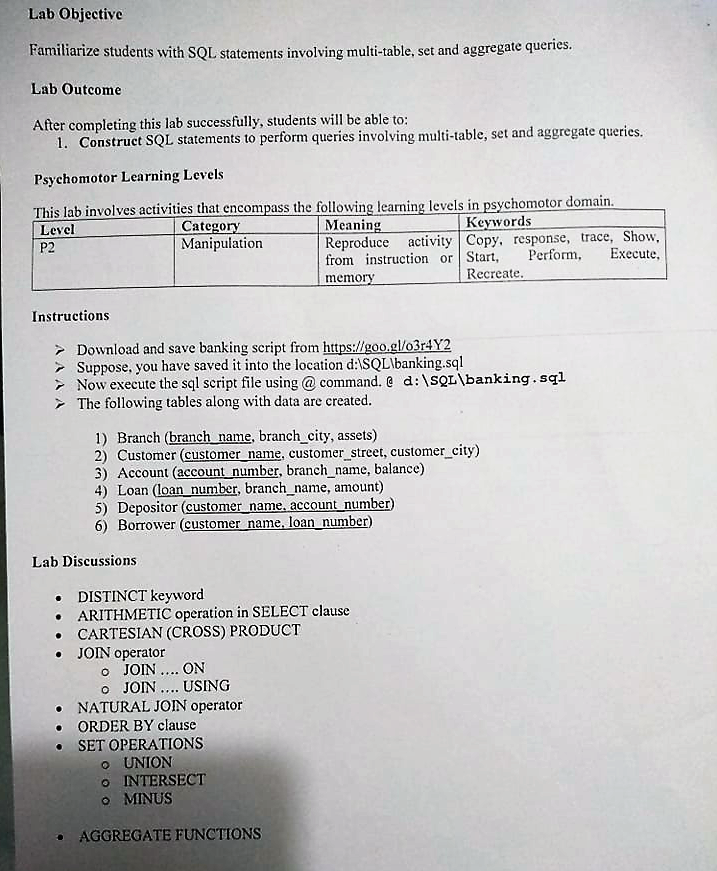 Lab Objective
Familiarize students with SQL statements involving multi-table, set and aggregate queries.
Lab Outcome
After completing this lab successfully, students will be able to:
1. Construct SQL statements to perform queries involving multi-table, set and aggregate queries.
Psychomotor Learning Levels
This lab involves activities that encompass the following learning levels in psychomotor domain.
Level Category Meaning Keywords
P2 Manipulation Reproduce activity Copy, response, trace, Show,
from instruction or Start, Perform, Execute,
memory Recreate.
Instructions
➢ Download and save banking script from https://goo.gl/o3r4Y2
➢ Suppose, you have saved it into the location d:\SQL\banking.sql
➢ Now execute the sql script file using @ command. @ d:\SQL\banking.sql
➢ The following tables along with data are created.
1) Branch (branch_name, branch_city, assets)
2) Customer (customer_name, customer_street, customer_city)
3) Account (account_number, branch_name, balance)
4) Loan (loan_number, branch_name, amount)
5) Depositor (customer_name, account_number)
6) Borrower (customer_name, loan_number)
Lab Discussions
• DISTINCT keyword
• ARITHMETIC operation in SELECT clause
• CARTESIAN (CROSS) PRODUCT
• JOIN operator
o JOIN .... ON
o JOIN .... USING
• NATURAL JOIN operator
• ORDER BY clause
• SET OPERATIONS
o UNION
o INTERSECT
o MINUS
• AGGREGATE FUNCTIONS